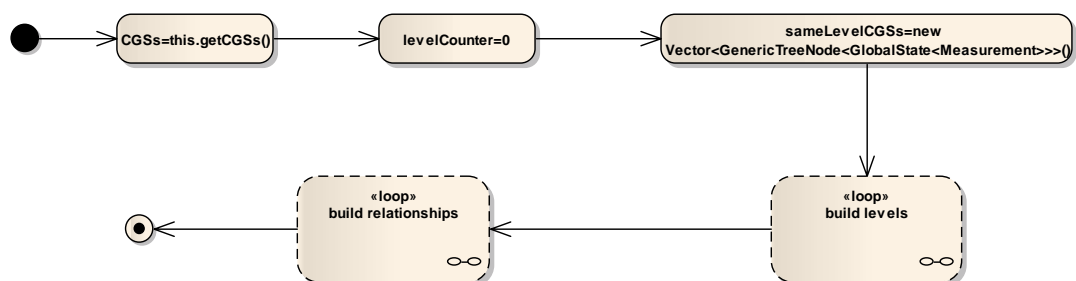 CGSs=this.getCGSs()
levelCounter=0
sameLevelCGSs=new
Vector<GenericTreeNode<GlobalState<Measurement>>>()
«loop»
build levels
«loop»
build relationships